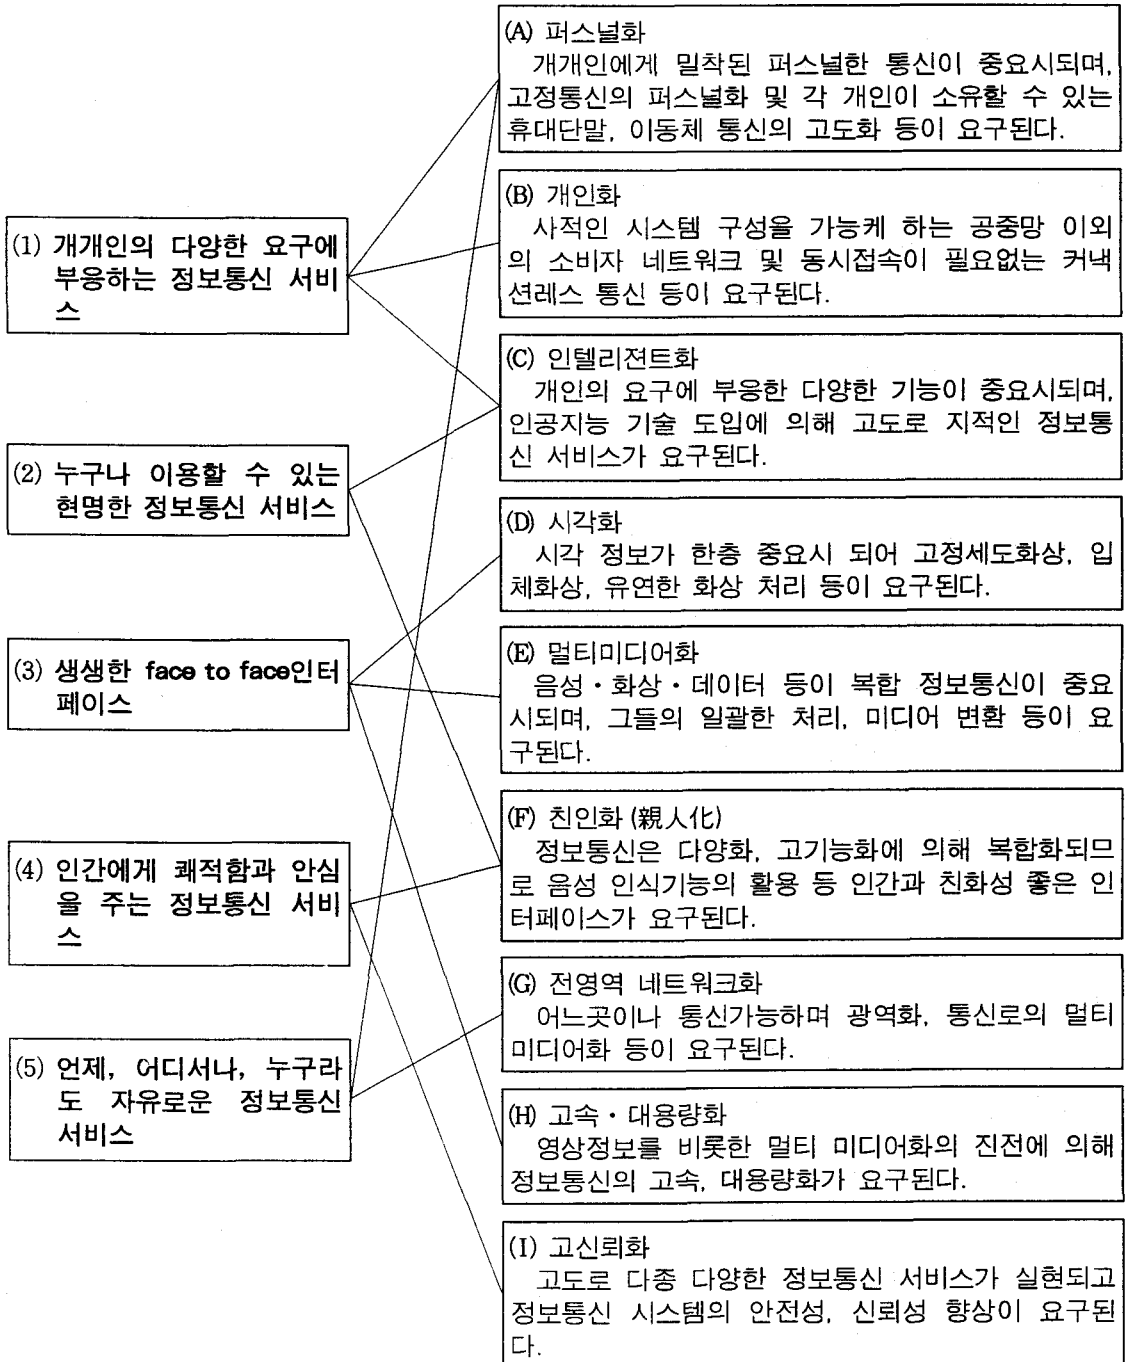 (1) 개개인의 다양한 요구에
부응하는 정보통신 서비
스
(2) 누구나 이용할 수 있는
현명한 정보통신 서비스
(3) 생생한 face to face인터
페이스
(4) 인간에게 쾌적함과 안심
을 주는 정보통신 서비
스
(5) 언제, 어디서나, 누구라
도 자유로운 정보통신
서비스
(A) 퍼스널화
개개인에게 밀착된 퍼스널한 통신이 중요시되며,
고정통신의 퍼스널화 및 각 개인이 소유할 수 있는
휴대단말, 이동체 통신의 고도화 등이 요구된다.
(B) 개인화
사적인 시스템 구성을 가능케 하는 공중망 이외
의 소비자 네트워크 및 동시접속이 필요없는 커낵
션레스 통신 등이 요구된다.
(C) 인텔리젼트화
개인의 요구에 부응한 다양한 기능이 중요시되며,
인공지능 기술 도입에 의해 고도로 지적인 정보통
신 서비스가 요구된다.
(D) 시각화
시각 정보가 한층 중요시 되어 고정세도화상, 입
체화상, 유연한 화상 처리 등이 요구된다.
(E) 멀티미디어화
음성・화상・데이터 등이 복합 정보통신이 중요
시되며, 그들의 일괄한 처리, 미디어 변환 등이 요
구된다.
(F) 친인화(親人化)
정보통신은 다양화, 고기능화에 의해 복합화되므
로 음성 인식기능의 활용 등 인간과 친화성 좋은 인
터페이스가 요구된다.
(G) 전영역 네트워크화
어느곳이나 통신가능하며 광역화, 통신로의 멀티
미디어화 등이 요구된다.
(H) 고속・대용량화
영상정보를 비롯한 멀티 미디어화의 진전에 의해
정보통신의 고속, 대용량화가 요구된다.
(I) 고신뢰화
고도로 다종 다양한 정보통신 서비스가 실현되고
정보통신 시스템의 안전성, 신뢰성 향상이 요구된
다.